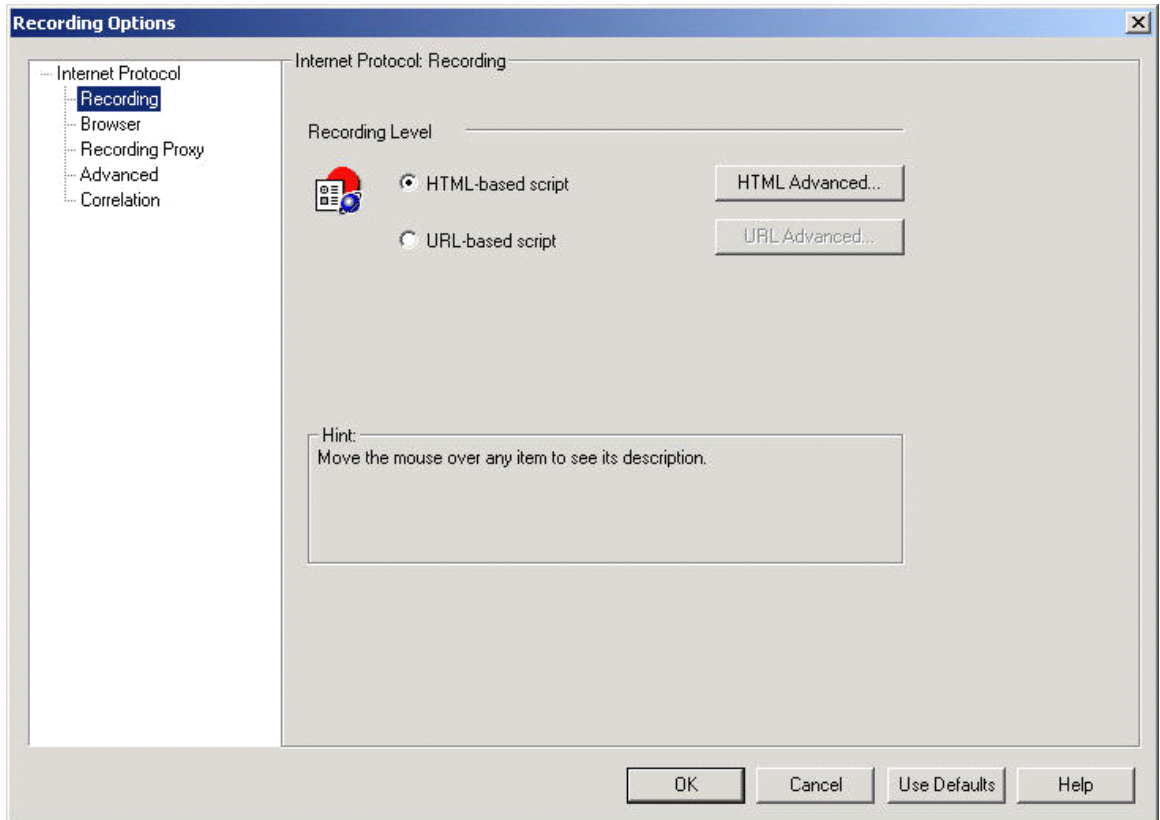 Recording Options
Internet Protocol
Recording
Browser
Recording Proxy
Advanced
Correlation
Internet Protocol: Recording
Recording Level
HTML-based script
HTML Advanced...
URL-based script
URL Advanced...
Hint:
Move the mouse over any item to see its description.
OK
Cancel
Use Defaults
Help